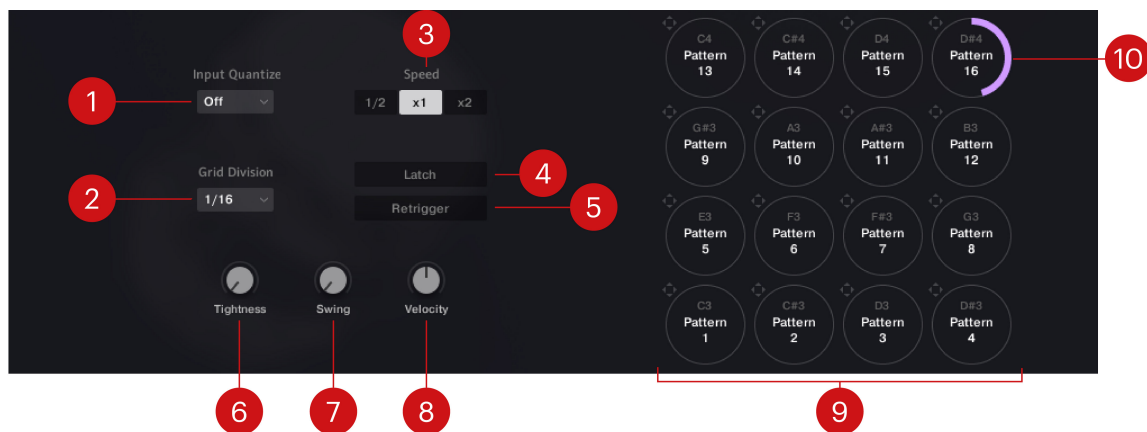 3
Input Quantize
Speed
1
Off
1/2
x1
x2
Grid Division
2
1/16
Latch
4
Retrigger
5
Tightness
Swing
Velocity
6
7
8
C4
Pattern
13
C#4
Pattern
14
D4
Pattern
15
D#4
Pattern
16
10
G#3
Pattern
9
A3
Pattern
10
A#3
Pattern
11
B3
Pattern
12
E3
Pattern
5
F3
Pattern
6
F#3
Pattern
7
G3
Pattern
8
C3
Pattern
1
C#3
Pattern
2
D3
Pattern
3
D#3
Pattern
4
9